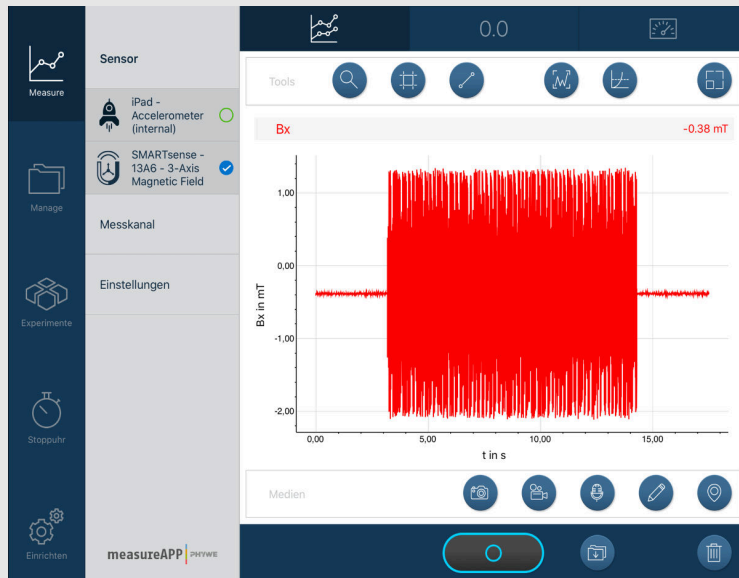 Measure
Manage
Experimente
Stoppuhr
Einrichten
Sensor
iPad -
Accelerometer
(internal)
SMARTsense -
13A6 - 3-Axis
Magnetic Field
Messkanal
Einstellungen
measureAPP PHYWE
0.0
Tools
Bx
-0.38 mT
Bx in mT
1,00
0,00
-1,00
-2,00
0,00
5,00
10,00
15,00
t in s
Medien